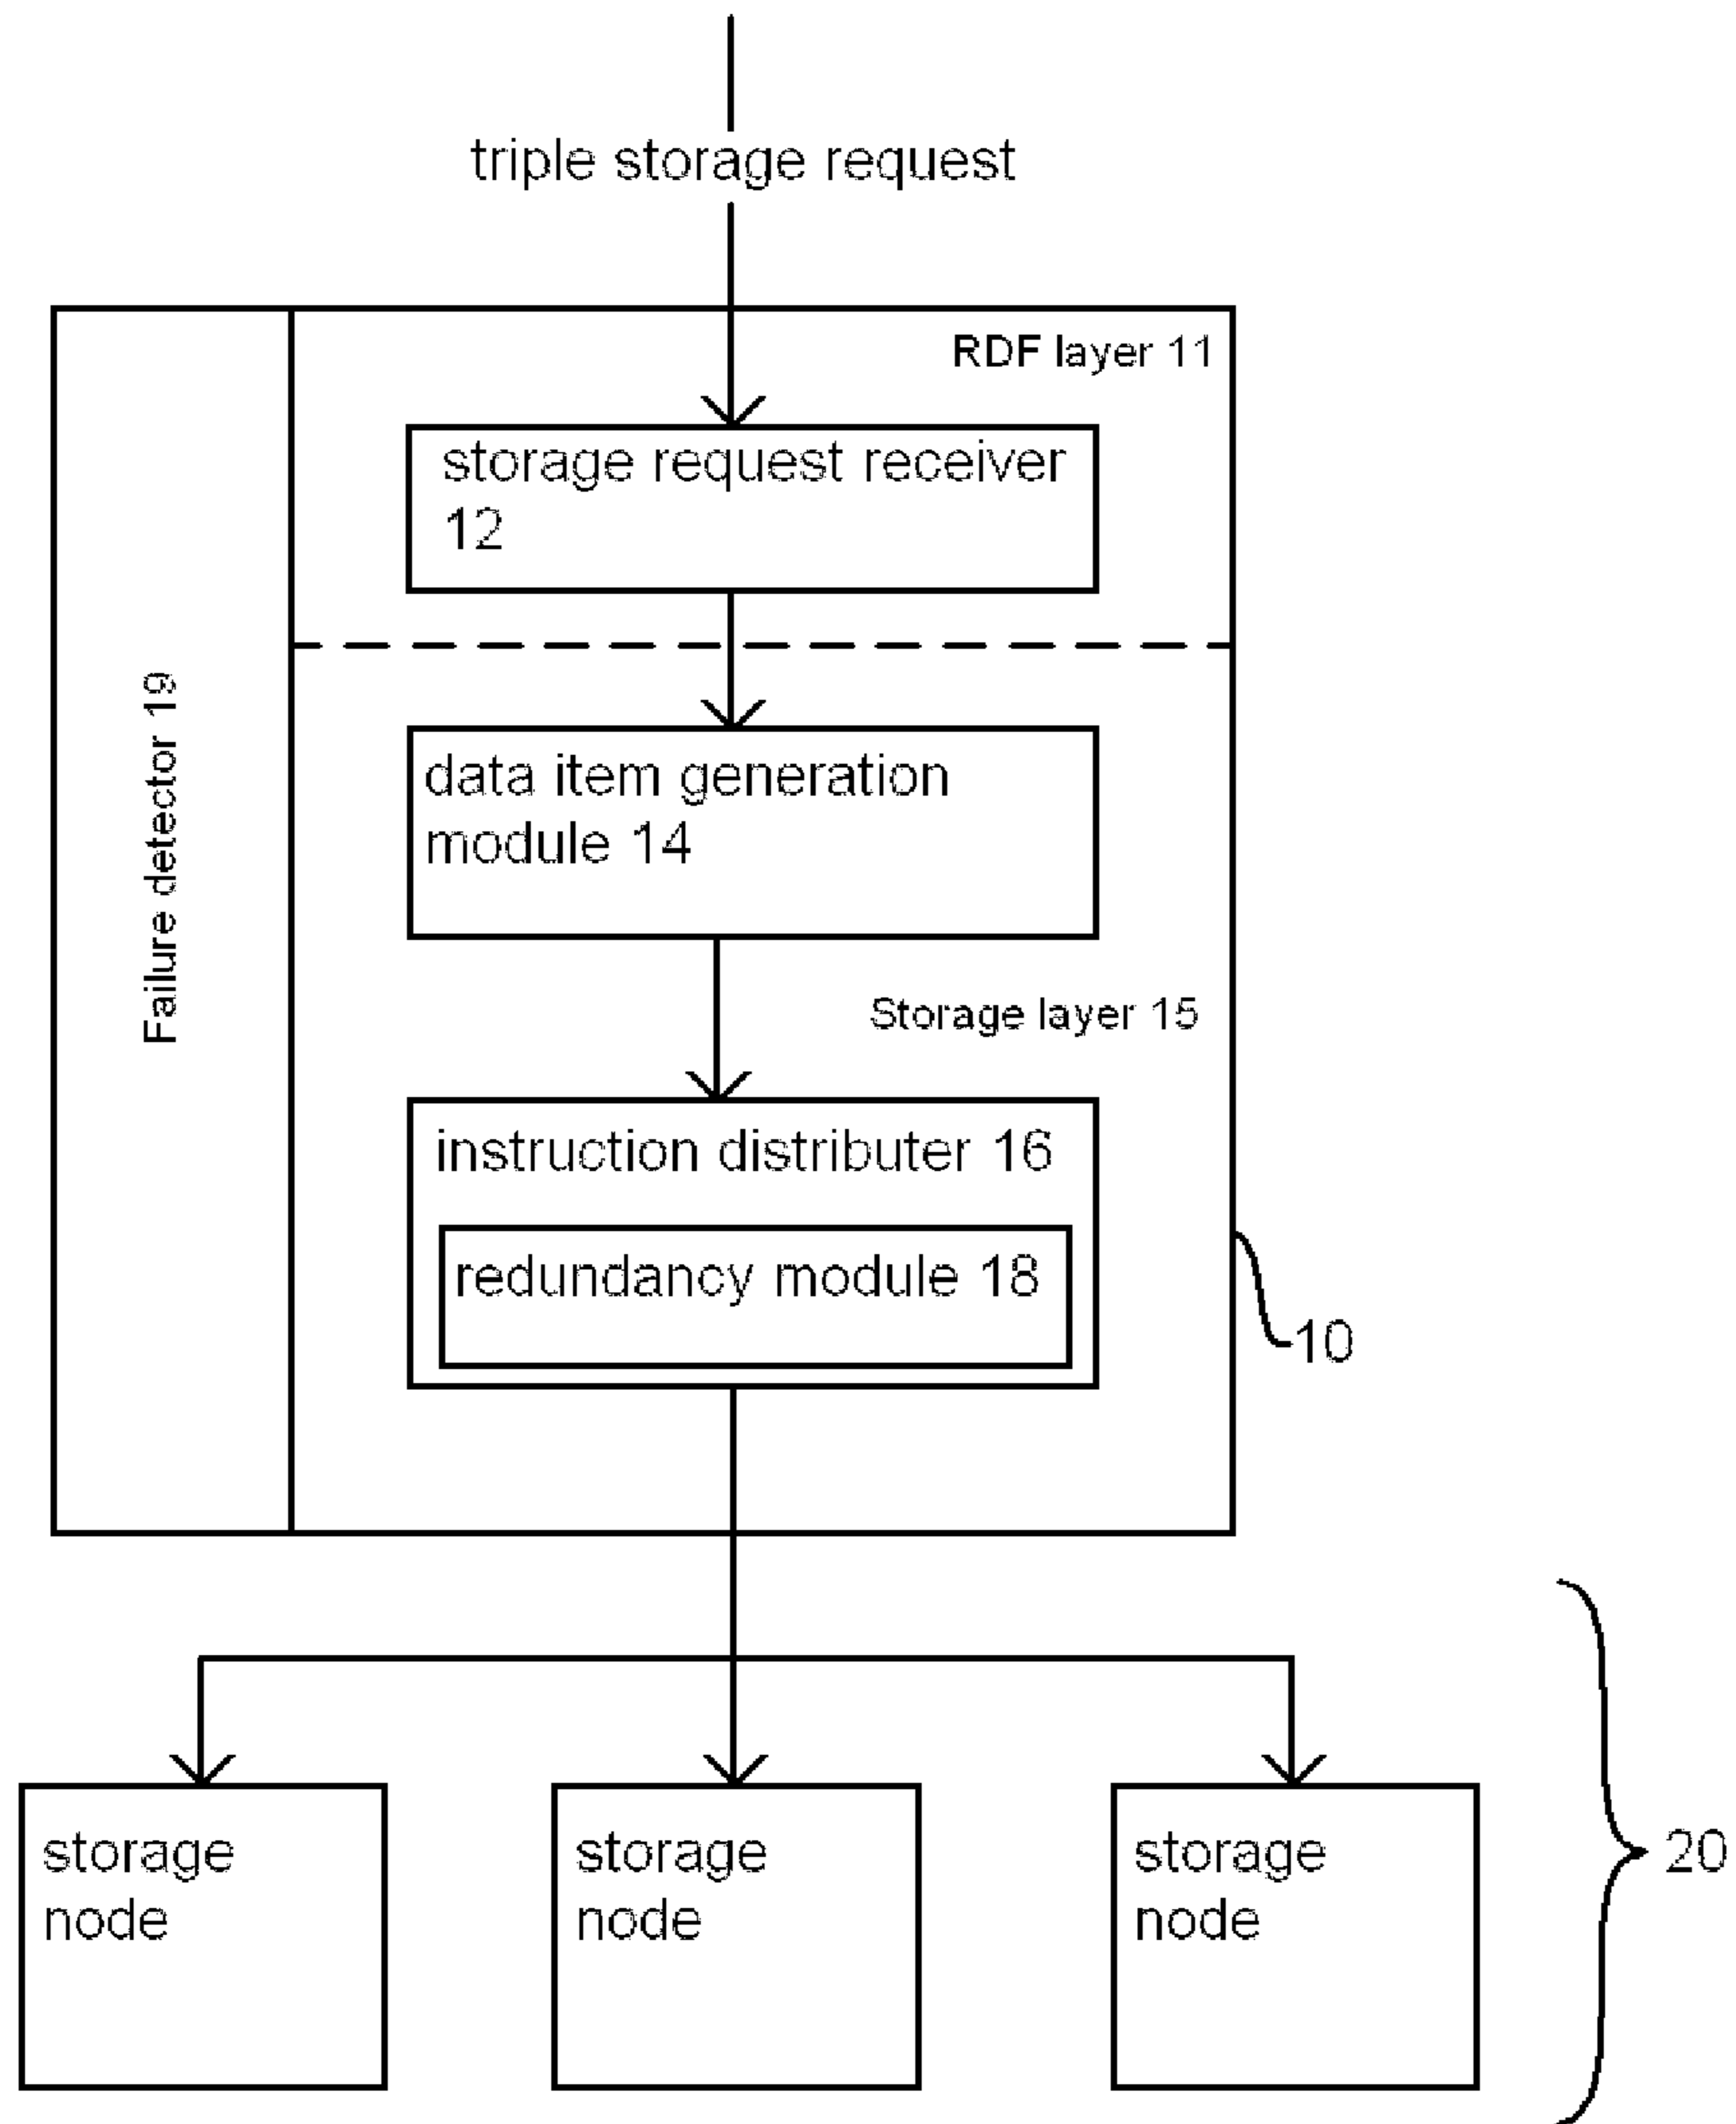 triple storage request
RDF layer 11
storage request receiver
12
data item generation
module 14
Failure detector 19
Storage layer 15
instruction distributer 16
redundancy module 18
10
storage
node
storage
node
storage
node
20